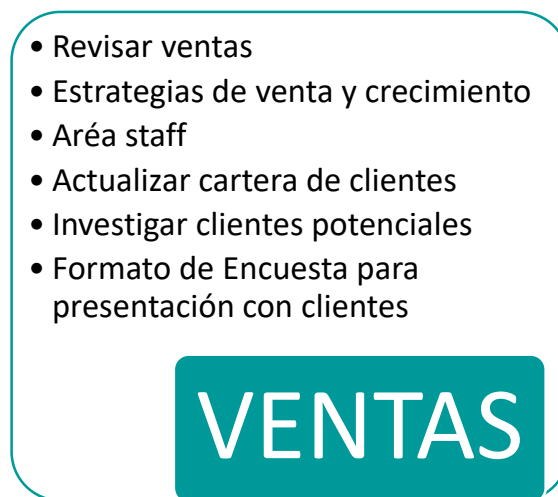 • Revisar ventas
• Estrategias de venta y crecimiento
• Aréa staff
• Actualizar cartera de clientes
• Investigar clientes potenciales
• Formato de Encuesta para
presentación con clientes
VENTAS